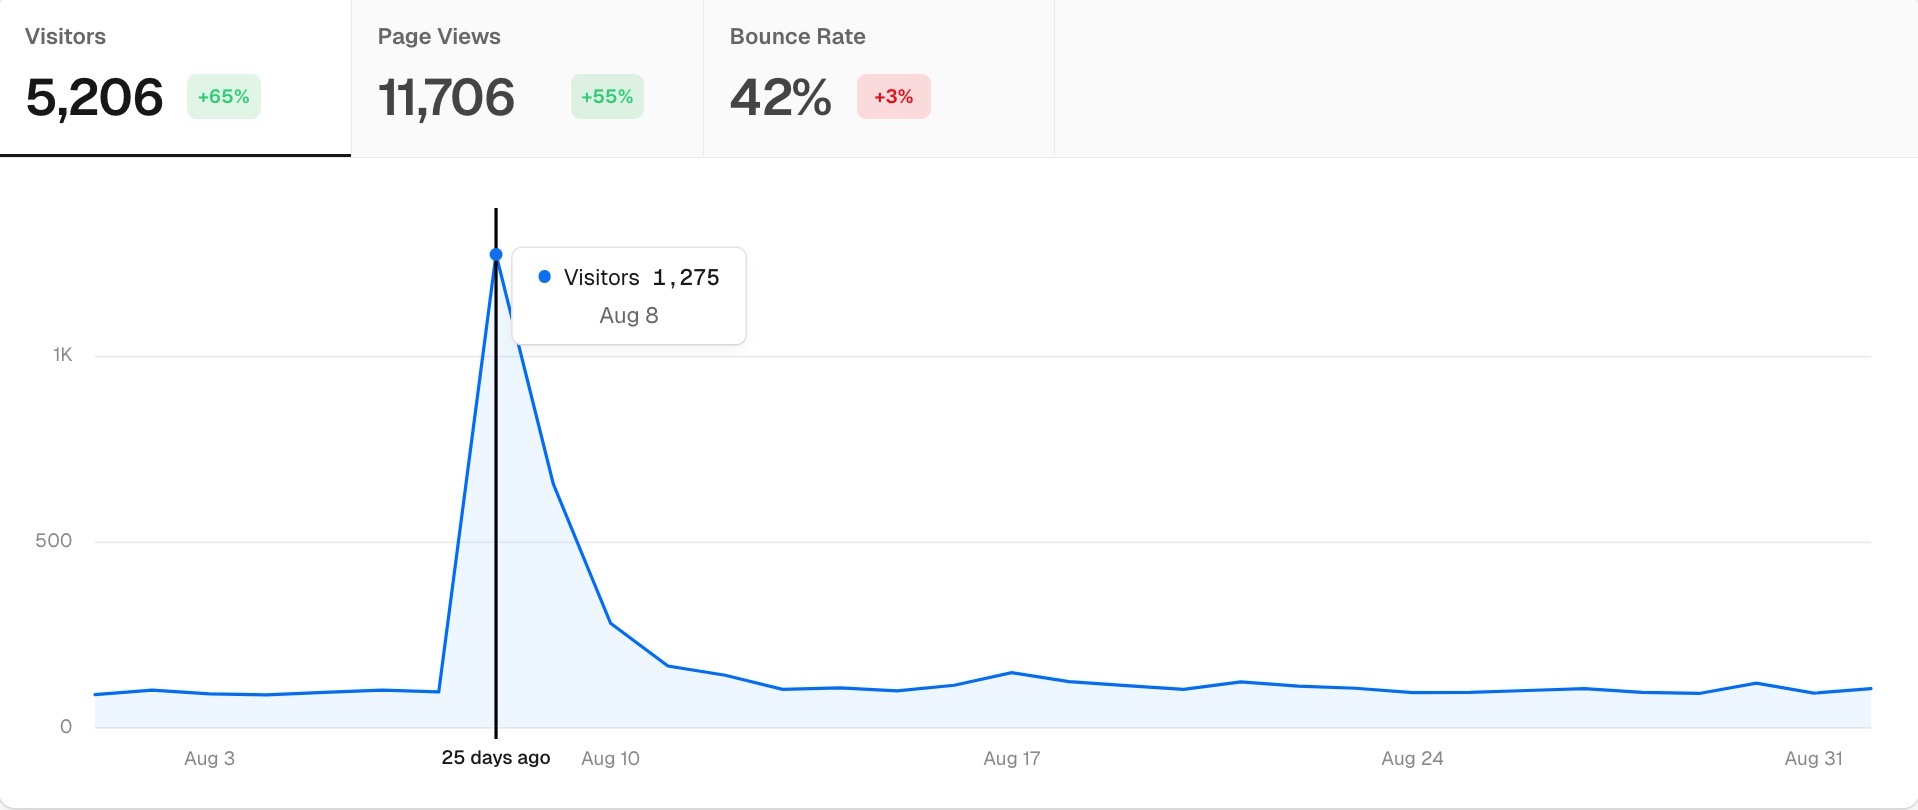 Visitors
5,206 +65%
Page Views
11,706 +55%
Bounce Rate
42% +3%
Visitors 1,275
Aug 8
1K
500
0
Aug 3
25 days ago
Aug 10
Aug 17
Aug 24
Aug 31